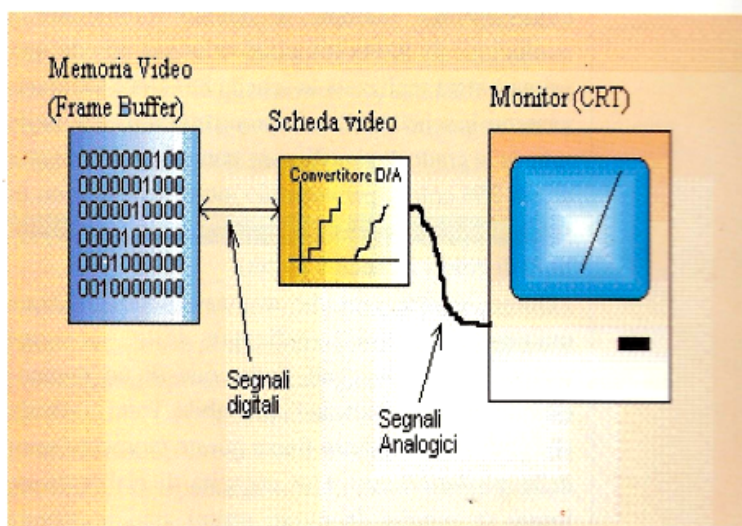 Memoria Video
(Frame Buffer)
Scheda video
Monitor (CRT)
0000000100
0000001000
0000010000
0000100000
0001000000
0010000000
Convertitore D/A
Segnali
digitali
Segnali
Analogici